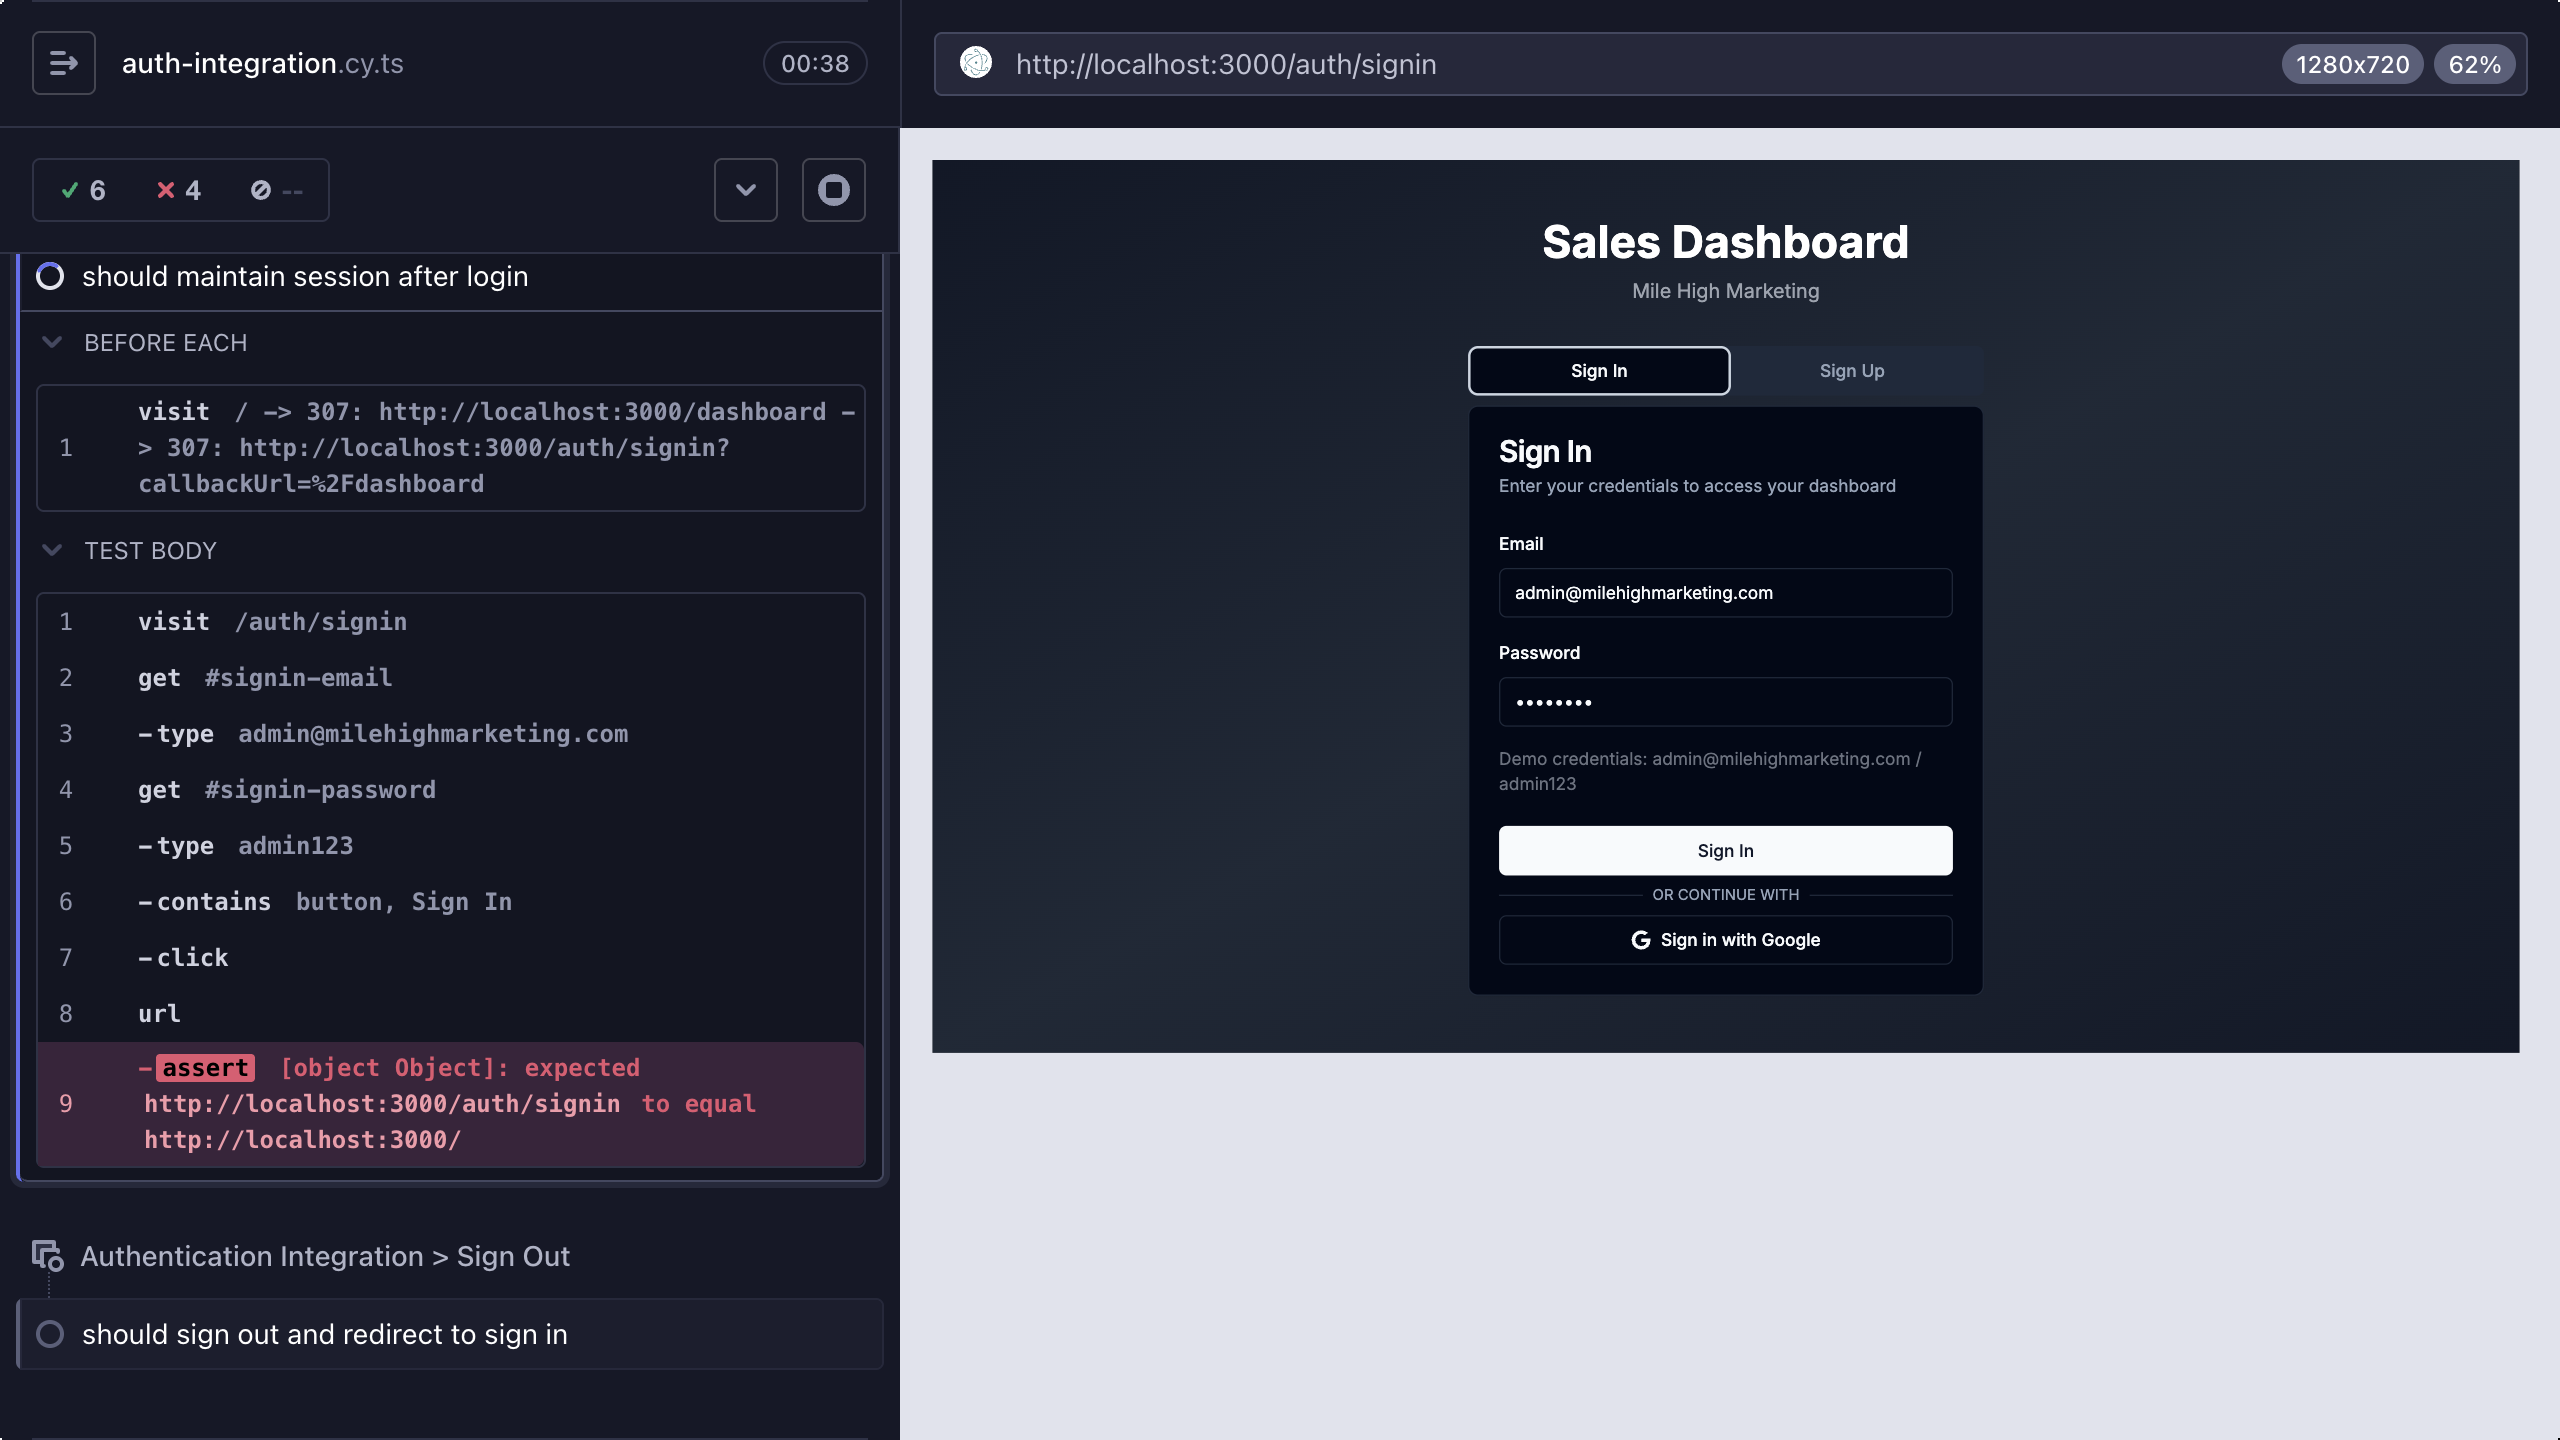 auth-integration.cy.ts
00:38
6
4
--
should maintain session after login
BEFORE EACH
1
visit / -> 307: http://localhost:3000/dashboard -
> 307: http://localhost:3000/auth/signin?
callbackUrl=%2Fdashboard
TEST BODY
1 visit /auth/signin
2 get #signin-email
3 -type admin@milehighmarketing.com
4 get #signin-password
5 -type admin123
6 -contains button, Sign In
7 -click
8 url
9 -assert [object Object]: expected
http://localhost:3000/auth/signin to equal
http://localhost:3000/
Authentication Integration > Sign Out
should sign out and redirect to sign in
http://localhost:3000/auth/signin
1280x720
62%
Sales Dashboard
Mile High Marketing
Sign In
Sign Up
Sign In
Enter your credentials to access your dashboard
Email
admin@milehighmarketing.com
Password
••••••••
Demo credentials: admin@milehighmarketing.com /
admin123
Sign In
OR CONTINUE WITH
Sign in with Google